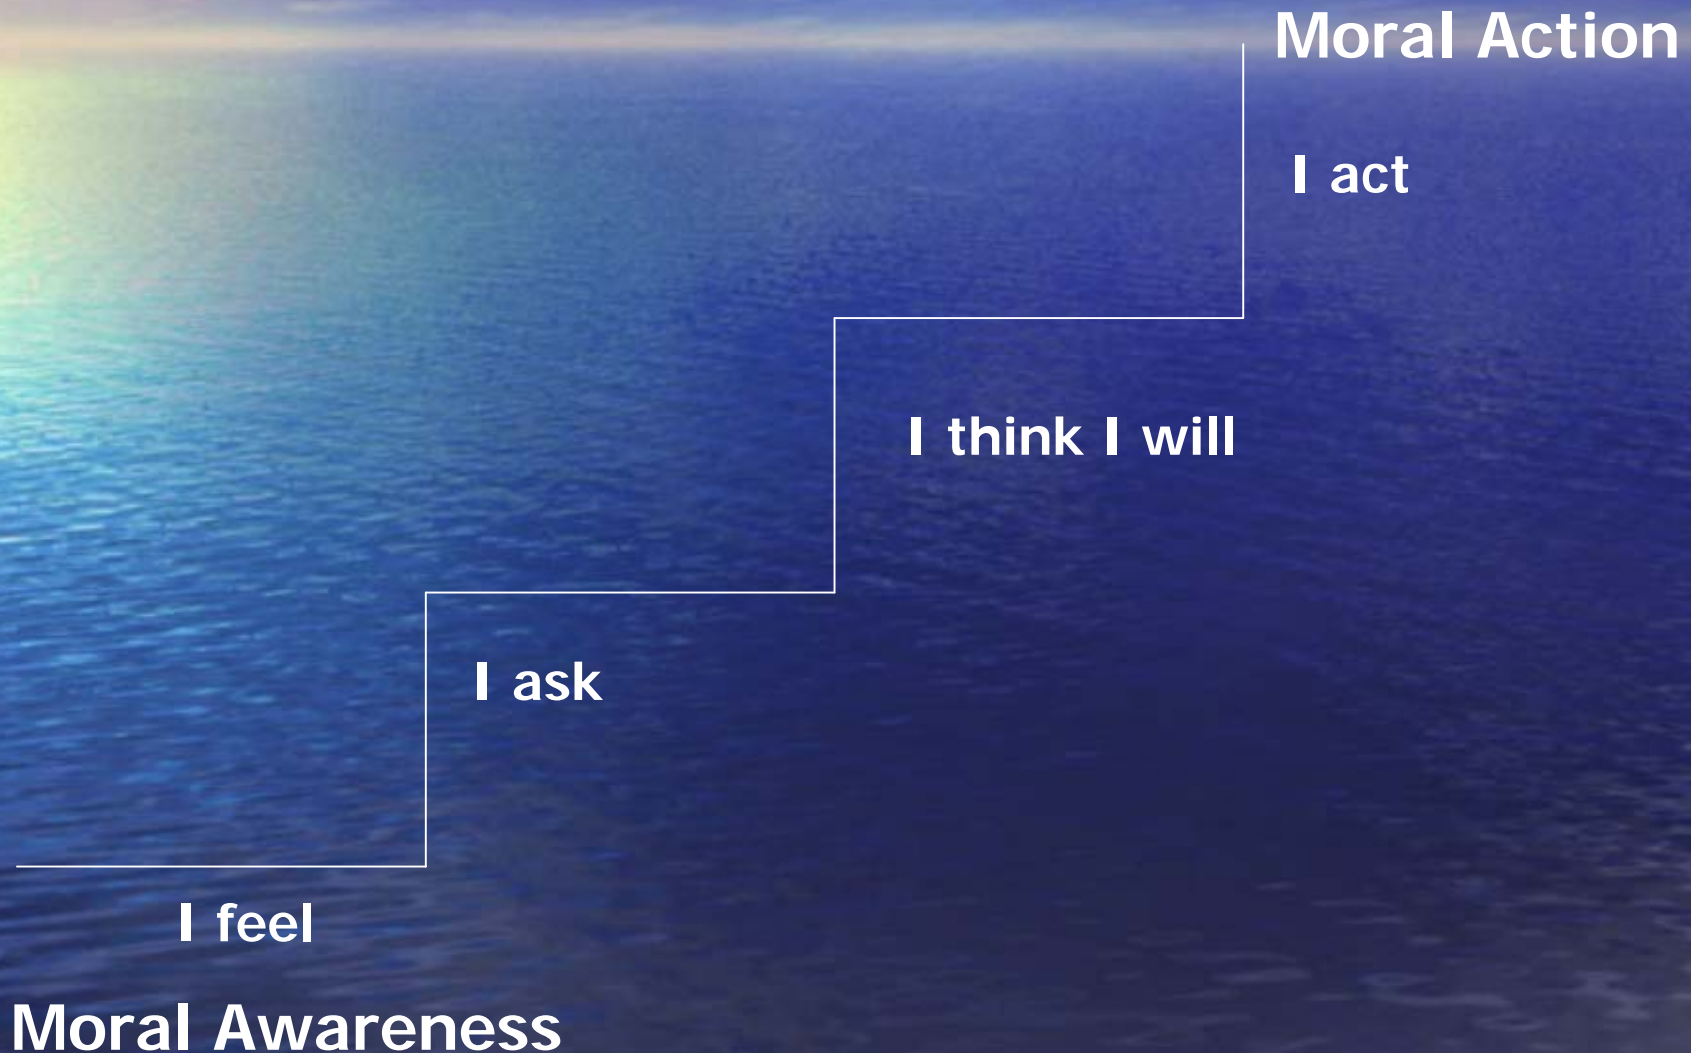 Moral Action
I act
I think I will
I ask
I feel
Moral Awareness